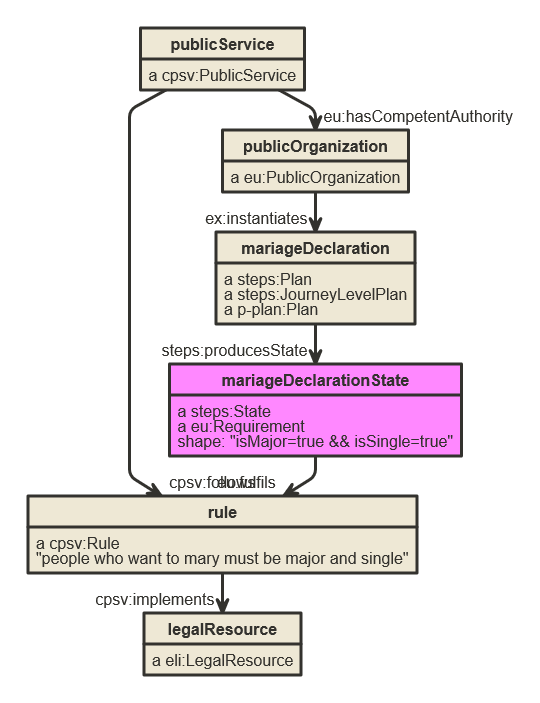 publicService
a cpsv:PublicService
eu:hasCompetentAuthority
publicOrganization
a eu:PublicOrganization
ex:instantiates
mariageDeclaration
a steps:Plan
a steps:JourneyLevelPlan
a p-plan:Plan
steps:producesState
mariageDeclarationState
a steps:State
a eu:Requirement
shape: "isMajor=true && isSingle=true"
cpsv:follows
eu:fulfils
rule
a cpsv:Rule
"people who want to mary must be major and single"
cpsv:implements
legalResource
a eli:LegalResource